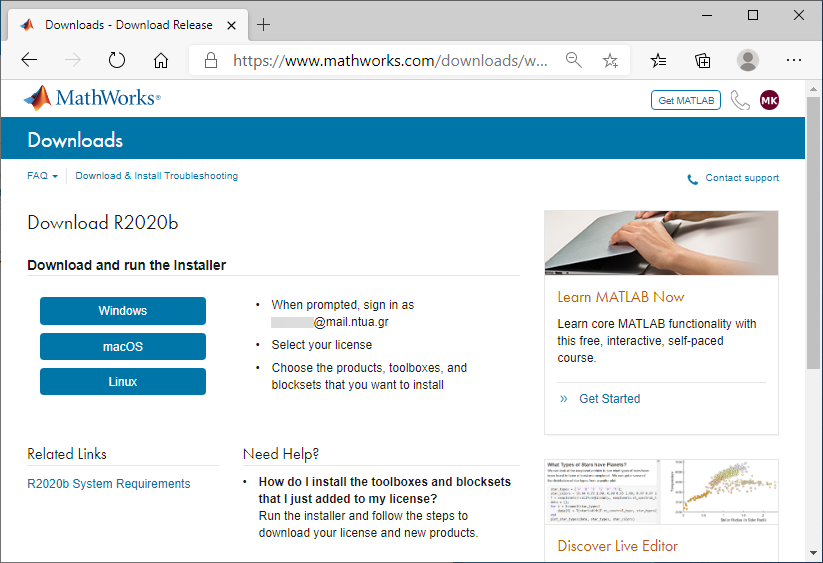 Downloads - Download Release
https://www.mathworks.com/downloads/w...
MathWorks®
Get MATLAB
MK
Downloads
FAQ
Download & Install Troubleshooting
Contact support
Download R2020b
Download and run the Installer
Windows
macOS
Linux
• When prompted, sign in as
@mail.ntua.gr
• Select your license
• Choose the products, toolboxes, and
blocksets that you want to install
Related Links
R2020b System Requirements
Need Help?
• How do I install the toolboxes and blocksets
that I just added to my license?
Run the installer and follow the steps to
download your license and new products.
Learn MATLAB Now
Learn core MATLAB functionality with
this free, interactive, self-paced
course.
» Get Started
What Types of Stars have Planets?
Discover Live Editor